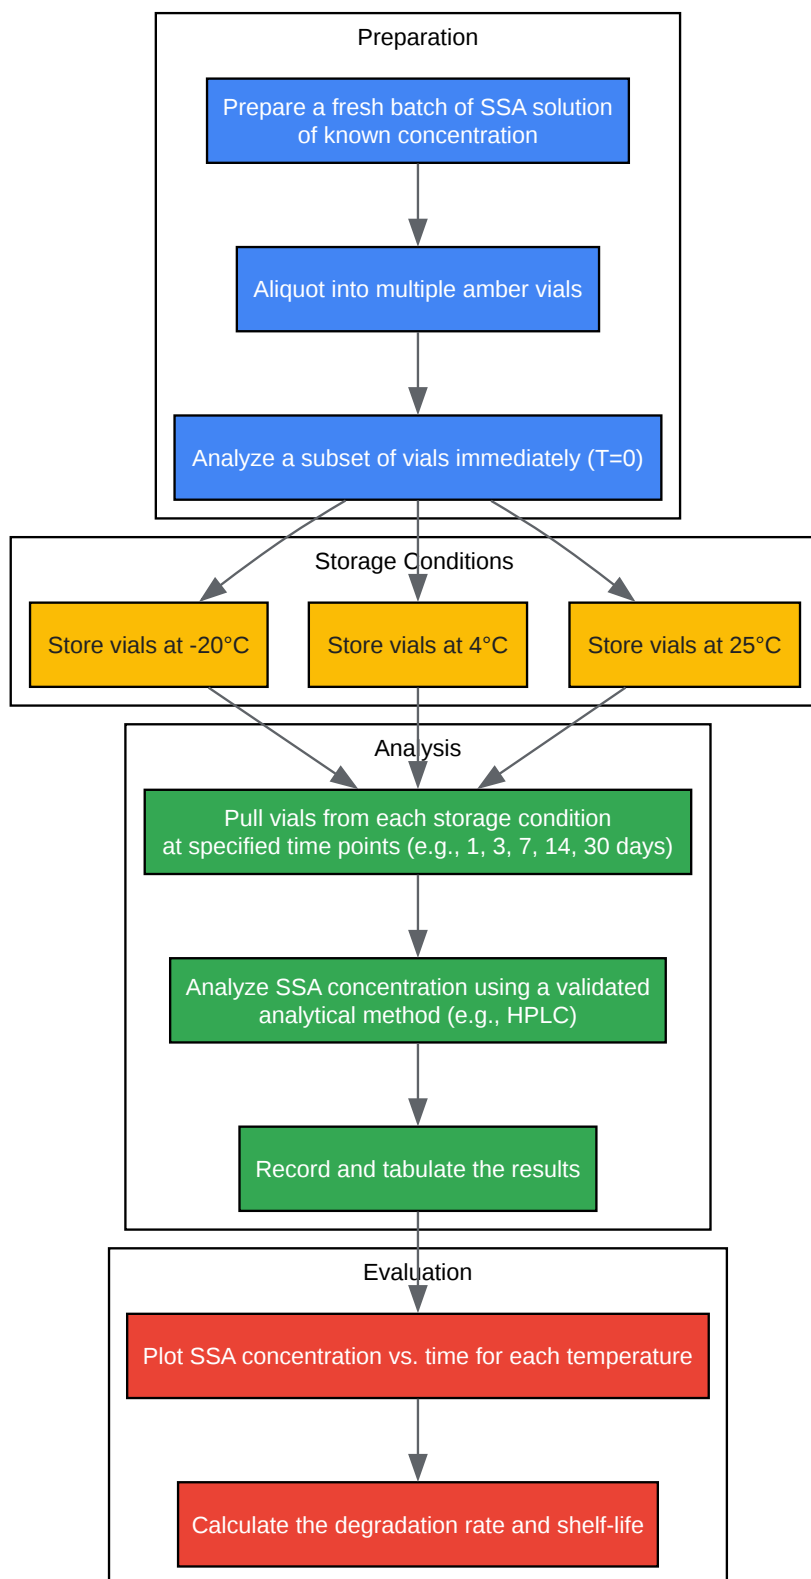 Preparation
Prepare a fresh batch of SSA solution
of known concentration
Aliquot into multiple amber vials
Analyze a subset of vials immediately (T=0)
Storage Conditions
Store vials at -20°C
Store vials at 4°C
Store vials at 25°C
Analysis
Pull vials from each storage condition
at specified time points (e.g., 1, 3, 7, 14, 30 days)
Analyze SSA concentration using a validated
analytical method (e.g., HPLC)
Record and tabulate the results
Evaluation
Plot SSA concentration vs. time for each temperature
Calculate the degradation rate and shelf-life